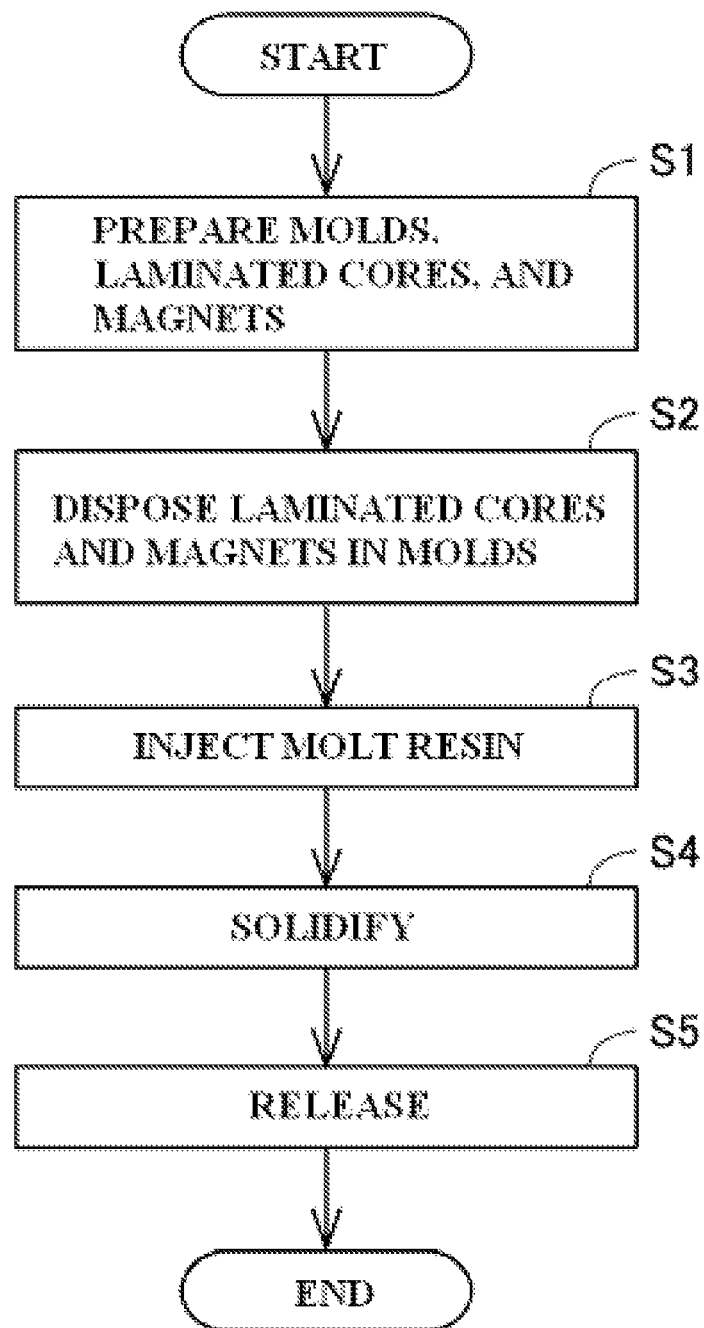 START
S1
PREPARE MOLDS,
LAMINATED CORES, AND
MAGNETS
S2
DISPOSE LAMINATED CORES
AND MAGNETS IN MOLDS
S3
INJECT MOLT RESIN
S4
SOLIDIFY
S5
RELEASE
END